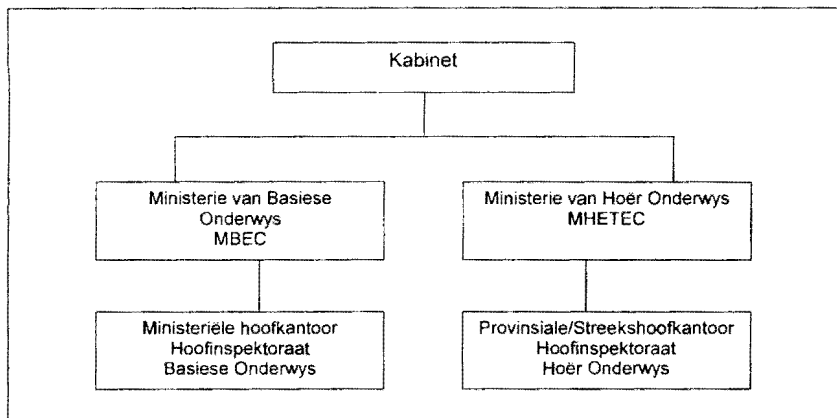 Kabinet
Ministerie van Basiese
Onderwys
MBEC
Ministerie van Hoër Onderwys
MHETEC
Ministeriële hoofkantoor
Hoofinspektoraat
Basiese Onderwys
Provinsiale/Streekshoofkantoor
Hoofinspektoraat
Hoër Onderwys